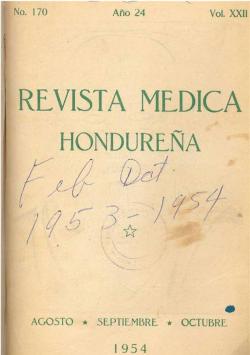 No. 170 Año 24 Vol. XXII
REVISTA MEDICA
HONDUREÑA
Feb Oct.
1953-1954
AGOSTO ★ SEPTIEMBRE ★ OCTUBRE
1954